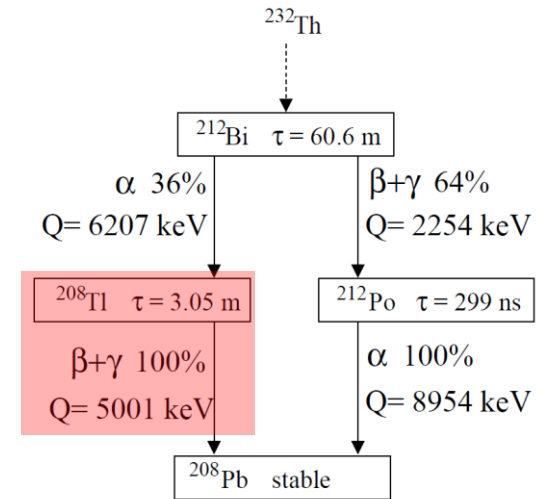 ²³²Th
²¹²Bi τ = 60.6 m
α 36%
Q= 6207 keV
β+γ 64%
Q= 2254 keV
²⁰⁸Tl τ = 3.05 m
²¹²Po τ = 299 ns
β+γ 100%
Q= 5001 keV
α 100%
Q= 8954 keV
²⁰⁸Pb stable